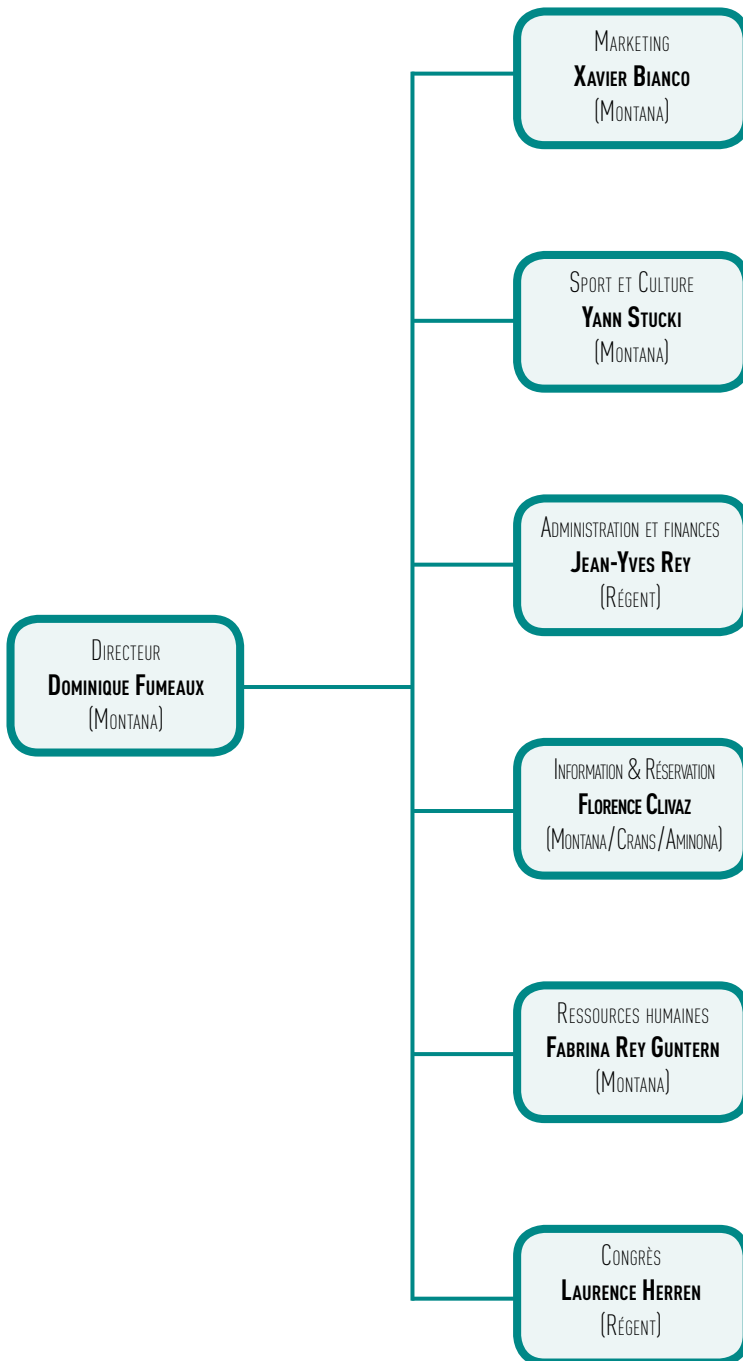 Marketing
Xavier Bianco
(Montana)
Sport et Culture
Yann Stucki
(Montana)
Administration et finances
Jean-Yves Rey
(Régent)
Directeur
Dominique Fumeaux
(Montana)
Information & Réservation
Florence Clivaz
(Montana/Crans/Aminona)
Ressources humaines
Fabrina Rey Guntern
(Montana)
Congrès
Laurence Herren
(Régent)